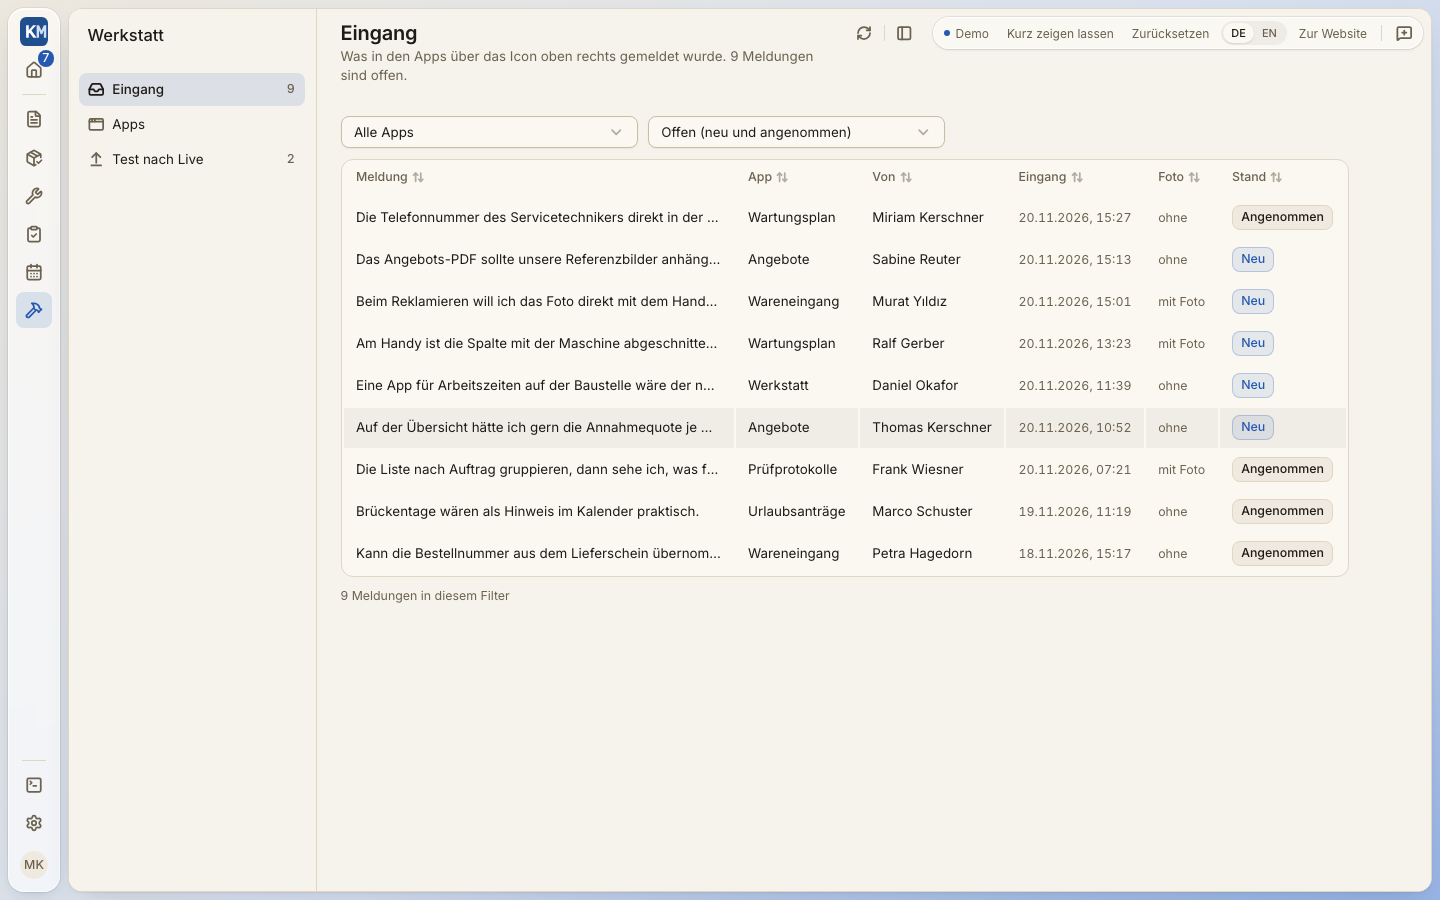 KM
7
Werkstatt
Eingang 9
Apps
Test nach Live 2
MK
Eingang
Was in den Apps über das Icon oben rechts gemeldet wurde. 9 Meldungen
sind offen.
Demo Kurz zeigen lassen Zurücksetzen DE EN Zur Website
Alle Apps Offen (neu und angenommen)
Meldung App Von Eingang Foto Stand
Die Telefonnummer des Servicetechnikers direkt in der ... Wartungsplan Miriam Kerschner 20.11.2026, 15:27 ohne Angenommen
Das Angebots-PDF sollte unsere Referenzbilder anhäng... Angebote Sabine Reuter 20.11.2026, 15:13 ohne Neu
Beim Reklamieren will ich das Foto direkt mit dem Hand... Wareneingang Murat Yıldız 20.11.2026, 15:01 mit Foto Neu
Am Handy ist die Spalte mit der Maschine abgeschnitte... Wartungsplan Ralf Gerber 20.11.2026, 13:23 mit Foto Neu
Eine App für Arbeitszeiten auf der Baustelle wäre der n... Werkstatt Daniel Okafor 20.11.2026, 11:39 ohne Neu
Auf der Übersicht hätte ich gern die Annahmequote je ... Angebote Thomas Kerschner 20.11.2026, 10:52 ohne Neu
Die Liste nach Auftrag gruppieren, dann sehe ich, was f... Prüfprotokolle Frank Wiesner 20.11.2026, 07:21 mit Foto Angenommen
Brückentage wären als Hinweis im Kalender praktisch. Urlaubsanträge Marco Schuster 19.11.2026, 11:19 ohne Angenommen
Kann die Bestellnummer aus dem Lieferschein übernom... Wareneingang Petra Hagedorn 18.11.2026, 15:17 ohne Angenommen
9 Meldungen in diesem Filter